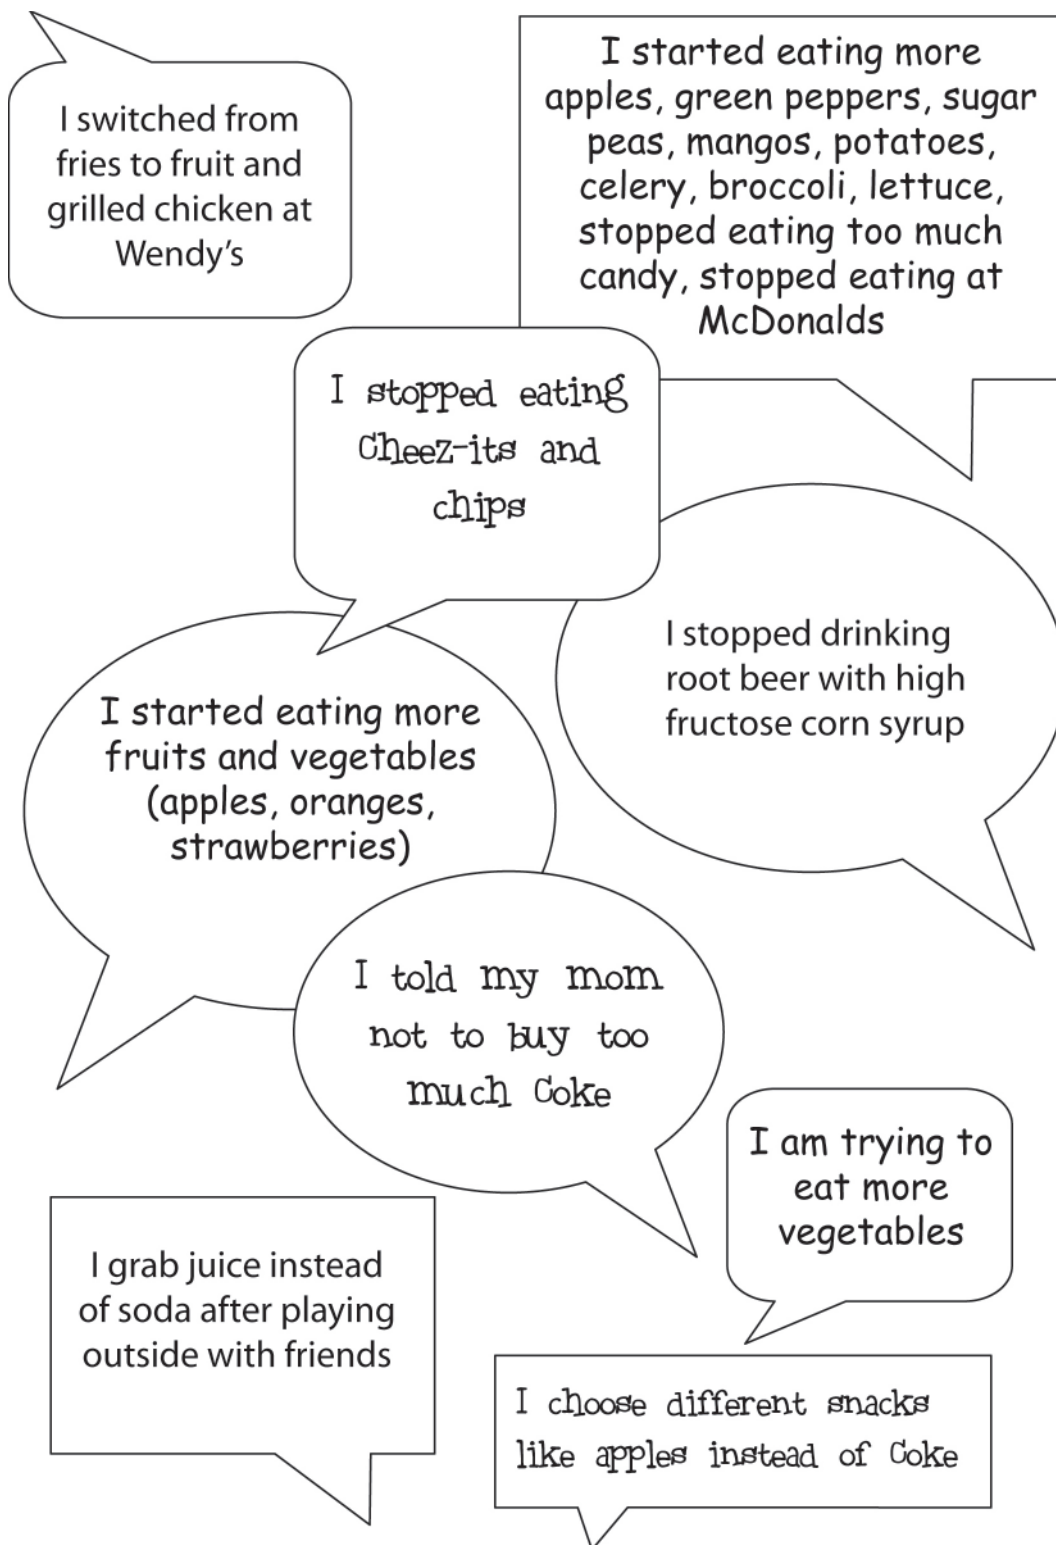 I switched from
fries to fruit and
grilled chicken at
Wendy’s
I started eating more
apples, green peppers, sugar
peas, mangos, potatoes,
celery, broccoli, lettuce,
stopped eating too much
candy, stopped eating at
McDonalds
I stopped eating
Cheez-its and
chips
I stopped drinking
root beer with high
fructose corn syrup
I started eating more
fruits and vegetables
(apples, oranges,
strawberries)
I told my mom
not to buy too
much Coke
I am trying to
eat more
vegetables
I grab juice instead
of soda after playing
outside with friends
I choose different snacks
like apples instead of Coke